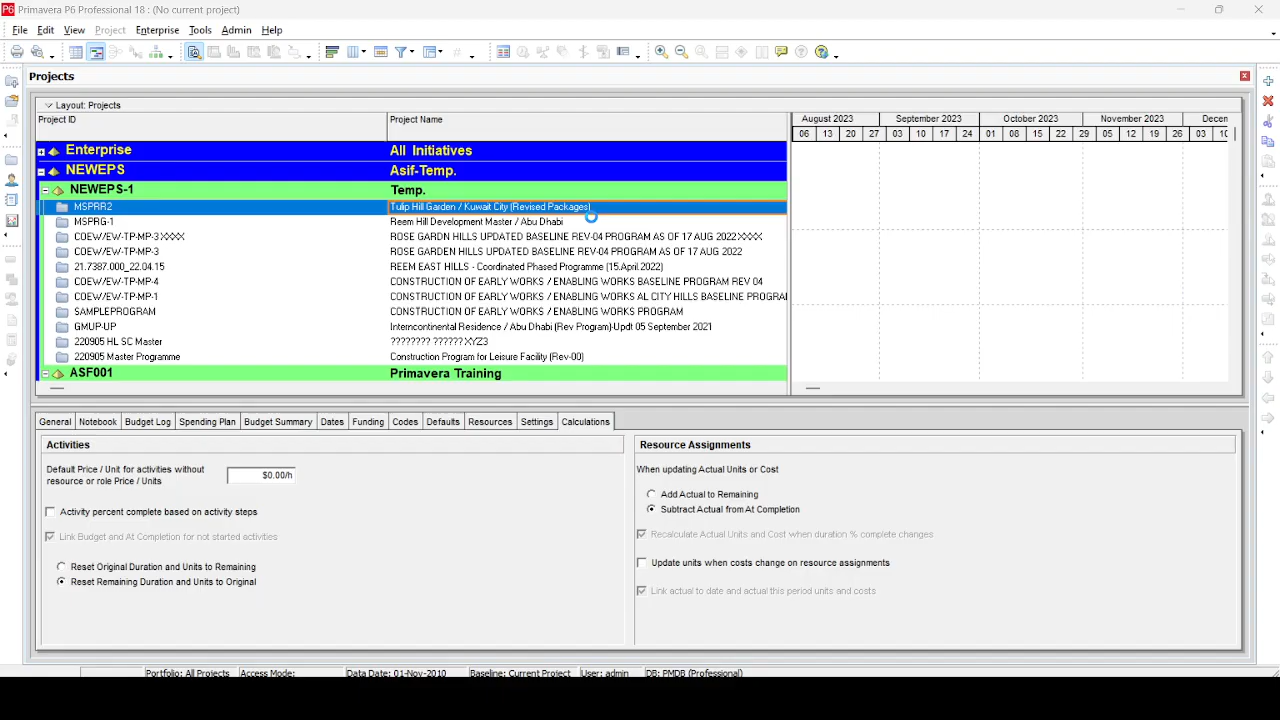 Primavera P6 Professional 18 : (No current project)
File Edit View Project Enterprise Tools Admin Help
Projects
Layout: Projects
Project ID Project Name
August 2023 September 2023 October 2023 November 2023 Decen
06 13 20 27 03 10 17 24 01 08 15 22 29 05 12 19 26 03 10
Enterprise All Initiatives
NEWEPS Asif-Temp.
NEWEPS-1 Temp.
MSPRR2 Tulip Hill Garden / Kuwait City (Revised Packages)
MSPRG-1 Reem Hill Development Master / Abu Dhabi
COEW/EW-TP-MP-3XXXX ROSE GARDN HILLS UPDATED BASELINE REV-04 PROGRAM AS OF 17 AUG 2022XXXX
COEW/EW-TP-MP-3 ROSE GARDEN HILLS UPDATED BASELINE REV-04 PROGRAM AS OF 17 AUG 2022
21.7387.000_22.04.15 REEM EAST HILLS - Coordinated Phased Programme (15.April.2022)
COEW/EW-TP-MP-4 CONSTRUCTION OF EARLY WORKS / ENABLING WORKS BASELINE PROGRAM REV 04
COEW/EW-TP-MP-1 CONSTRUCTION OF EARLY WORKS / ENABLING WORKS AL CITY HILLS BASELINE PROGRAI
SAMPLEPROGRAM CONSTRUCTION OF EARLY WORKS / ENABLING WORKS PROGRAM
GMUP-UP Interncontinental Residence / Abu Dhabi (Rev Program)-Updt 05 September 2021
220905 HL SC Master ???????? ??????XYZ3
220905 Master Programme Construction Program for Leisure Facility (Rev-00)
ASF001 Primavera Training
General Notebook Budget Log Spending Plan Budget Summary Dates Funding Codes Defaults Resources Settings Calculations
Activities Resource Assignments
Default Price / Unit for activities without
resource or role Price / Units
$0.00/h
When updating Actual Units or Cost
Activity percent complete based on activity steps
Link Budget and At Completion for not started activities
Reset Original Duration and Units to Remaining
Reset Remaining Duration and Units to Original
Add Actual to Remaining
Subtract Actual from At Completion
Recalculate Actual Units and Cost when duration % complete changes
Update units when costs change on resource assignments
Link actual to date and actual this period units and costs
Portfolio: All Projects Access Mode: Data Date: 01-Nov-2010 Baseline: Current Project User: admin DB: PMDB (Professional)